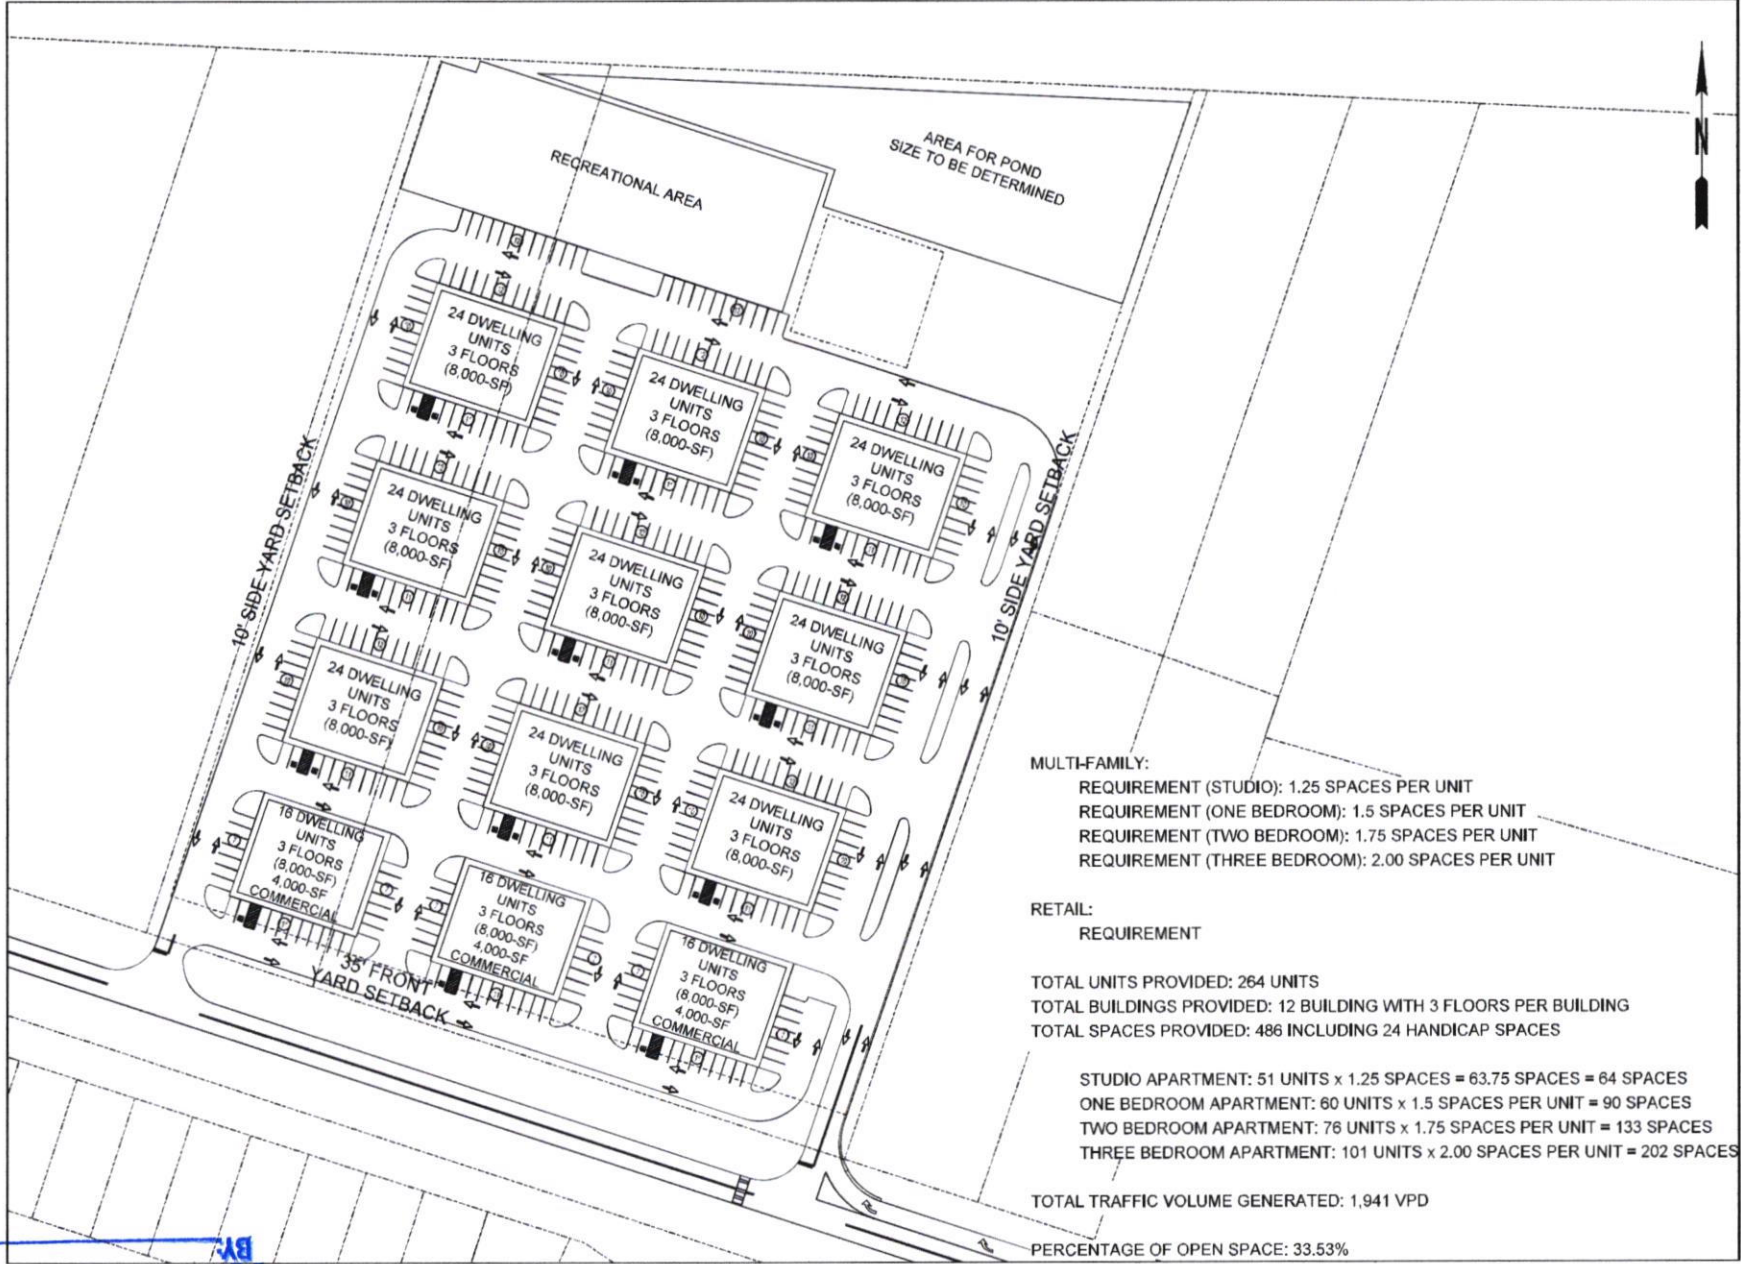 N
AREA FOR POND
SIZE TO BE DETERMINED
RECREATIONAL AREA
24 DWELLING
UNITS
3 FLOORS
(8,000-SF)
24 DWELLING
UNITS
3 FLOORS
(8,000-SF)
24 DWELLING
UNITS
3 FLOORS
(8,000-SF)
10' SIDE YARD SETBACK
24 DWELLING
UNITS
3 FLOORS
(8,000-SF)
24 DWELLING
UNITS
3 FLOORS
(8,000-SF)
24 DWELLING
UNITS
3 FLOORS
(8,000-SF)
10' SIDE YARD SETBACK
24 DWELLING
UNITS
3 FLOORS
(8,000-SF)
24 DWELLING
UNITS
3 FLOORS
(8,000-SF)
24 DWELLING
UNITS
3 FLOORS
(8,000-SF)
16 DWELLING
UNITS
3 FLOORS
(8,000-SF)
4,000-SF
COMMERCIAL
16 DWELLING
UNITS
3 FLOORS
(8,000-SF)
4,000-SF
COMMERCIAL
16 DWELLING
UNITS
3 FLOORS
(8,000-SF)
4,000-SF
COMMERCIAL
35' FRONT
YARD SETBACK
MULTI-FAMILY:
REQUIREMENT (STUDIO): 1.25 SPACES PER UNIT
REQUIREMENT (ONE BEDROOM): 1.5 SPACES PER UNIT
REQUIREMENT (TWO BEDROOM): 1.75 SPACES PER UNIT
REQUIREMENT (THREE BEDROOM): 2.00 SPACES PER UNIT
RETAIL:
REQUIREMENT
TOTAL UNITS PROVIDED: 264 UNITS
TOTAL BUILDINGS PROVIDED: 12 BUILDING WITH 3 FLOORS PER BUILDING
TOTAL SPACES PROVIDED: 486 INCLUDING 24 HANDICAP SPACES
STUDIO APARTMENT: 51 UNITS x 1.25 SPACES = 63.75 SPACES = 64 SPACES
ONE BEDROOM APARTMENT: 60 UNITS x 1.5 SPACES PER UNIT = 90 SPACES
TWO BEDROOM APARTMENT: 76 UNITS x 1.75 SPACES PER UNIT = 133 SPACES
THREE BEDROOM APARTMENT: 101 UNITS x 2.00 SPACES PER UNIT = 202 SPACES
TOTAL TRAFFIC VOLUME GENERATED: 1,941 VPD
PERCENTAGE OF OPEN SPACE: 33.53%
BY: